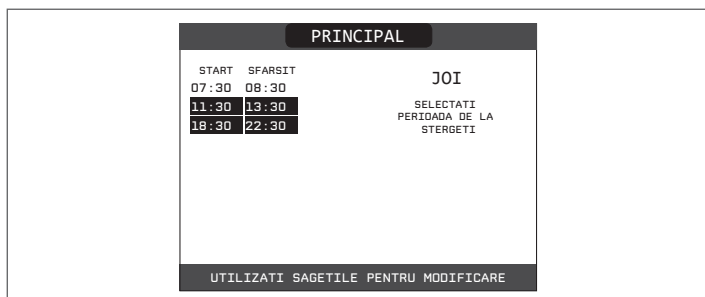 PRINCIPAL
START SFARSIT
07:30 08:30
11:30 13:30
18:30 22:30
JOI
SELECTATI
PERIOADA DE LA
STERGETI
UTILIZATI SAGETILE PENTRU MODIFICARE